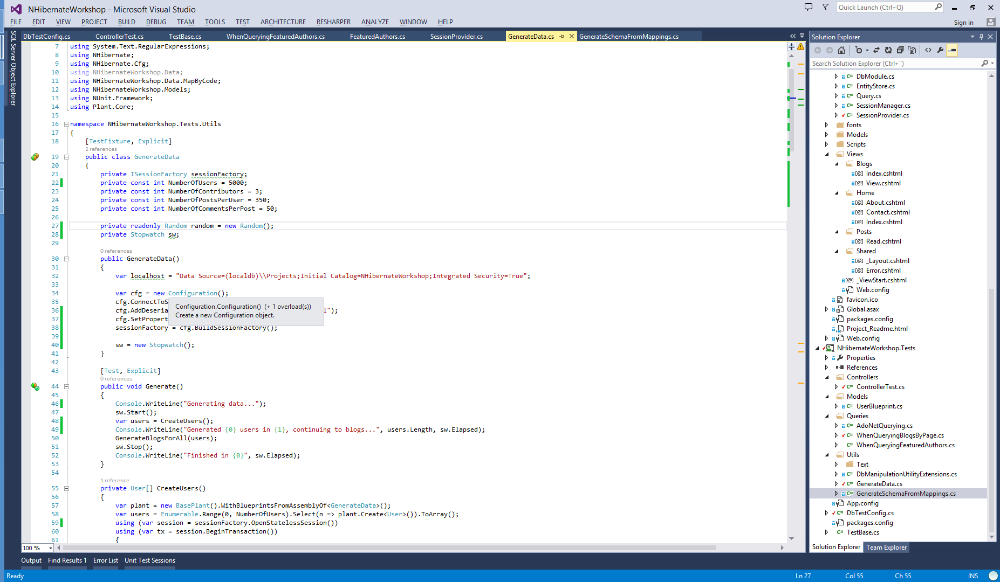 NHibernateWorkshop - Microsoft Visual Studio
Quick Launch (Ctrl+Q)
FILE EDIT VIEW PROJECT BUILD DEBUG TEAM TOOLS TEST ARCHITECTURE RESHARPER ANALYZE WINDOW HELP
Sign in
SQL Server Object Explorer
DbTestConfig.cs ControllerTest.cs TestBase.cs WhenQueryingFeaturedAuthors.cs FeaturedAuthors.cs SessionProvider.cs GenerateData.cs GenerateSchemaFromMappings.cs
7 using System.Text.RegularExpressions;
8 using NHibernate;
9 using NHibernate.Cfg;
10 using NHibernateWorkshop.Data;
11 using NHibernateWorkshop.Data.MapByCode;
12 using NHibernateWorkshop.Models;
13 using NUnit.Framework;
14 using Plant.Core;
15
16 namespace NHibernateWorkshop.Tests.Utils
17 {
18 [TestFixture, Explicit]
2 references
19 public class GenerateData
20 {
21 private ISessionFactory sessionFactory;
22 private const int NumberOfUsers = 5000;
23 private const int NumberOfContributors = 3;
24 private const int NumberOfPostsPerUser = 350;
25 private const int NumberOfCommentsPerPost = 50;
26
27 private readonly Random random = new Random();
28 private Stopwatch sw;
29
0 references
30 public GenerateData()
31 {
32 var localhost = "Data Source=(localdb)\\Projects;Initial Catalog=NHibernateWorkshop;Integrated Security=True";
33
34 var cfg = new Configuration();
35 cfg.ConnectToS
36 cfg.AddDeseria l");
37 cfg.SetPropert
38 sessionFactory = cfg.BuildSessionFactory();
39
40 sw = new Stopwatch();
41 }
42
Configuration.Configuration() (+ 1 overload(s))
Create a new Configuration object.
43 [Test, Explicit]
0 references
44 public void Generate()
45 {
46 Console.WriteLine("Generating data...");
47 sw.Start();
48 var users = CreateUsers();
49 Console.WriteLine("Generated {0} users in {1}, continuing to blogs...", users.Length, sw.Elapsed);
50 GenerateBlogsForAll(users);
51 sw.Stop();
52 Console.WriteLine("Finished in {0}", sw.Elapsed);
53 }
54
1 reference
55 private User[] CreateUsers()
56 {
57 var plant = new BasePlant().WithBlueprintsFromAssemblyOf<GenerateData>();
58 var users = Enumerable.Range(0, NumberOfUsers).Select(n => plant.Create<User>()).ToArray();
59 using (var session = sessionFactory.OpenStatelessSession())
60 using (var tx = session.BeginTransaction())
61 {
100 %
Solution Explorer
Search Solution Explorer (Ctrl+¨)
C# DbModule.cs
C# EntityStore.cs
C# Query.cs
C# SessionManager.cs
C# SessionProvider.cs
fonts
Models
Scripts
Views
Blogs
[@] Index.cshtml
[@] View.cshtml
Home
[@] About.cshtml
[@] Contact.cshtml
[@] Index.cshtml
Posts
[@] Read.cshtml
Shared
[@] _Layout.cshtml
[@] Error.cshtml
[@] _ViewStart.cshtml
Web.config
favicon.ico
Global.asax
packages.config
Project_Readme.html
Web.config
NHibernateWorkshop.Tests
Properties
References
Controllers
C# ControllerTest.cs
Models
C# UserBlueprint.cs
Queries
C# AdoNetQuerying.cs
C# WhenQueryingBlogsByPage.cs
C# WhenQueryingFeaturedAuthors.cs
Utils
Text
C# DbManipulationUtilityExtensions.cs
C# GenerateData.cs
C# GenerateSchemaFromMappings.cs
App.config
C# DbTestConfig.cs
packages.config
C# TestBase.cs
Solution Explorer Team Explorer
Output Find Results 1 Error List Unit Test Sessions
Ready Ln 27 Col 55 Ch 55 INS